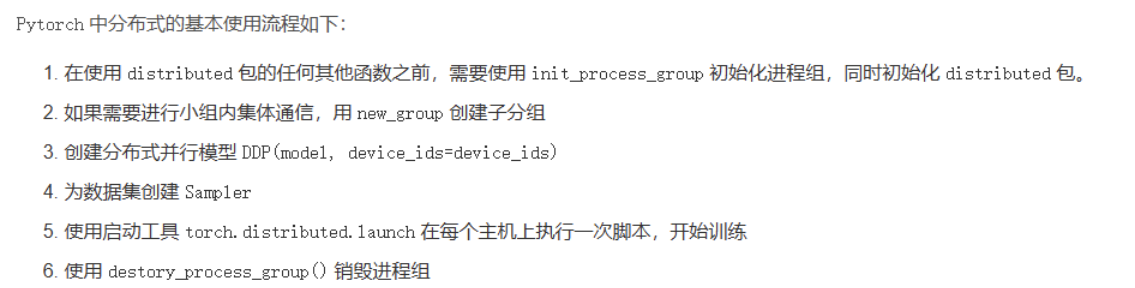 Pytorch 中分布式的基本使用流程如下：
1. 在使用 distributed 包的任何其他函数之前，需要使用 init_process_group 初始化进程组，同时初始化 distributed 包。
2. 如果需要进行小组内集体通信，用 new_group 创建子分组
3. 创建分布式并行模型 DDP(model, device_ids=device_ids)
4. 为数据集创建 Sampler
5. 使用启动工具 torch.distributed.launch 在每个主机上执行一次脚本，开始训练
6. 使用 destory_process_group() 销毁进程组